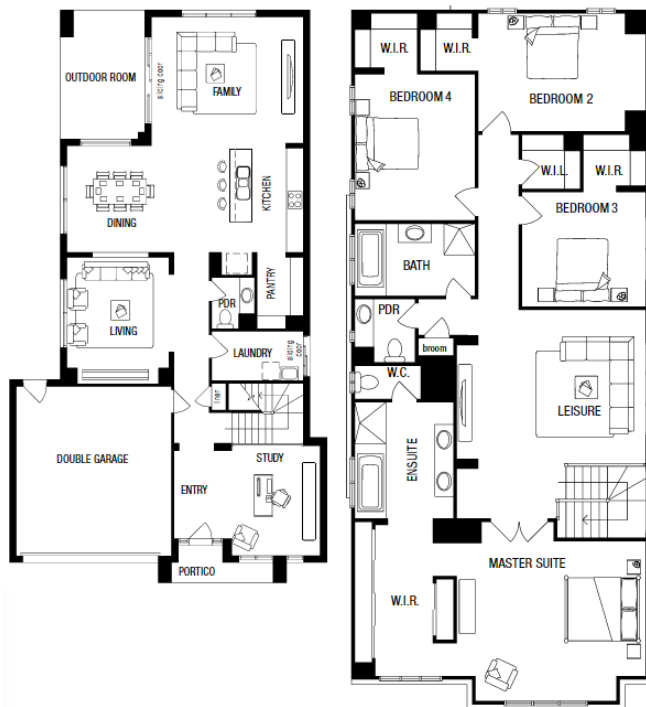 OUTDOOR ROOM
sliding door
FAMILY
KITCHEN
DINING
PANTRY
PDR
LIVING
LAUNDRY
sliding door
linen
DOUBLE GARAGE
STUDY
ENTRY
PORTICO
W.I.R.
W.I.R.
BEDROOM 4
BEDROOM 2
W.I.L.
W.I.R.
BEDROOM 3
BATH
PDR
broom
W.C.
LEISURE
ENSUITE
MASTER SUITE
W.I.R.